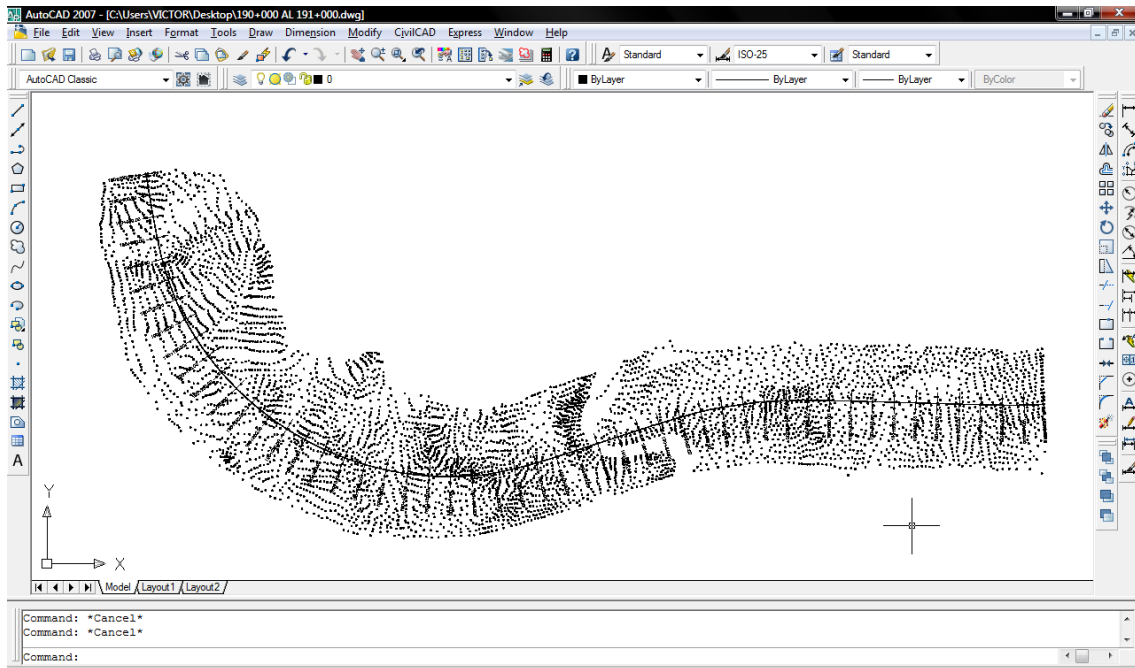 AutoCAD 2007 - [C:\Users\VICTOR\Desktop\190+000 AL 191+000.dwg]
File Edit View Insert Format Tools Draw Dimension Modify CivilCAD Express Window Help
Standard ISO-25 Standard
AutoCAD Classic 0 ByLayer ByLayer ByLayer ByColor
A
Y
X
Model Layout1 Layout2
Command: *Cancel*
Command: *Cancel*
Command: